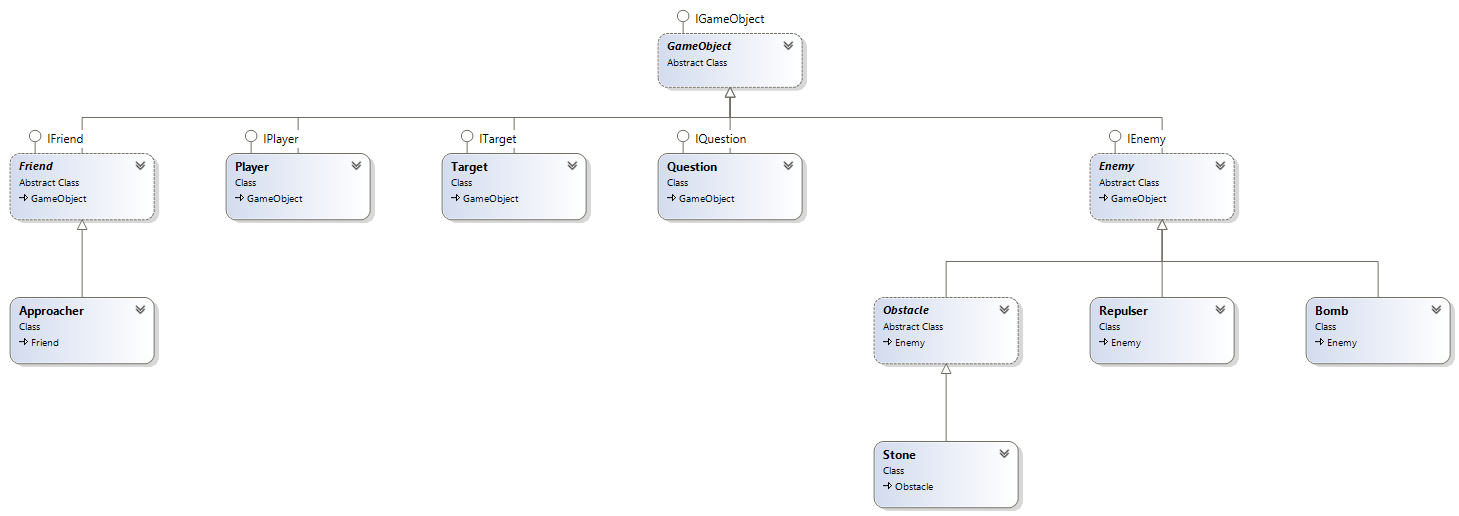 IGameObject
GameObject
Abstract Class
IFriend
Friend
Abstract Class
GameObject
IPlayer
Player
Class
GameObject
ITarget
Target
Class
GameObject
IQuestion
Question
Class
GameObject
IEnemy
Enemy
Abstract Class
GameObject
Approacher
Class
Friend
Obstacle
Abstract Class
Enemy
Repulser
Class
Enemy
Bomb
Class
Enemy
Stone
Class
Obstacle